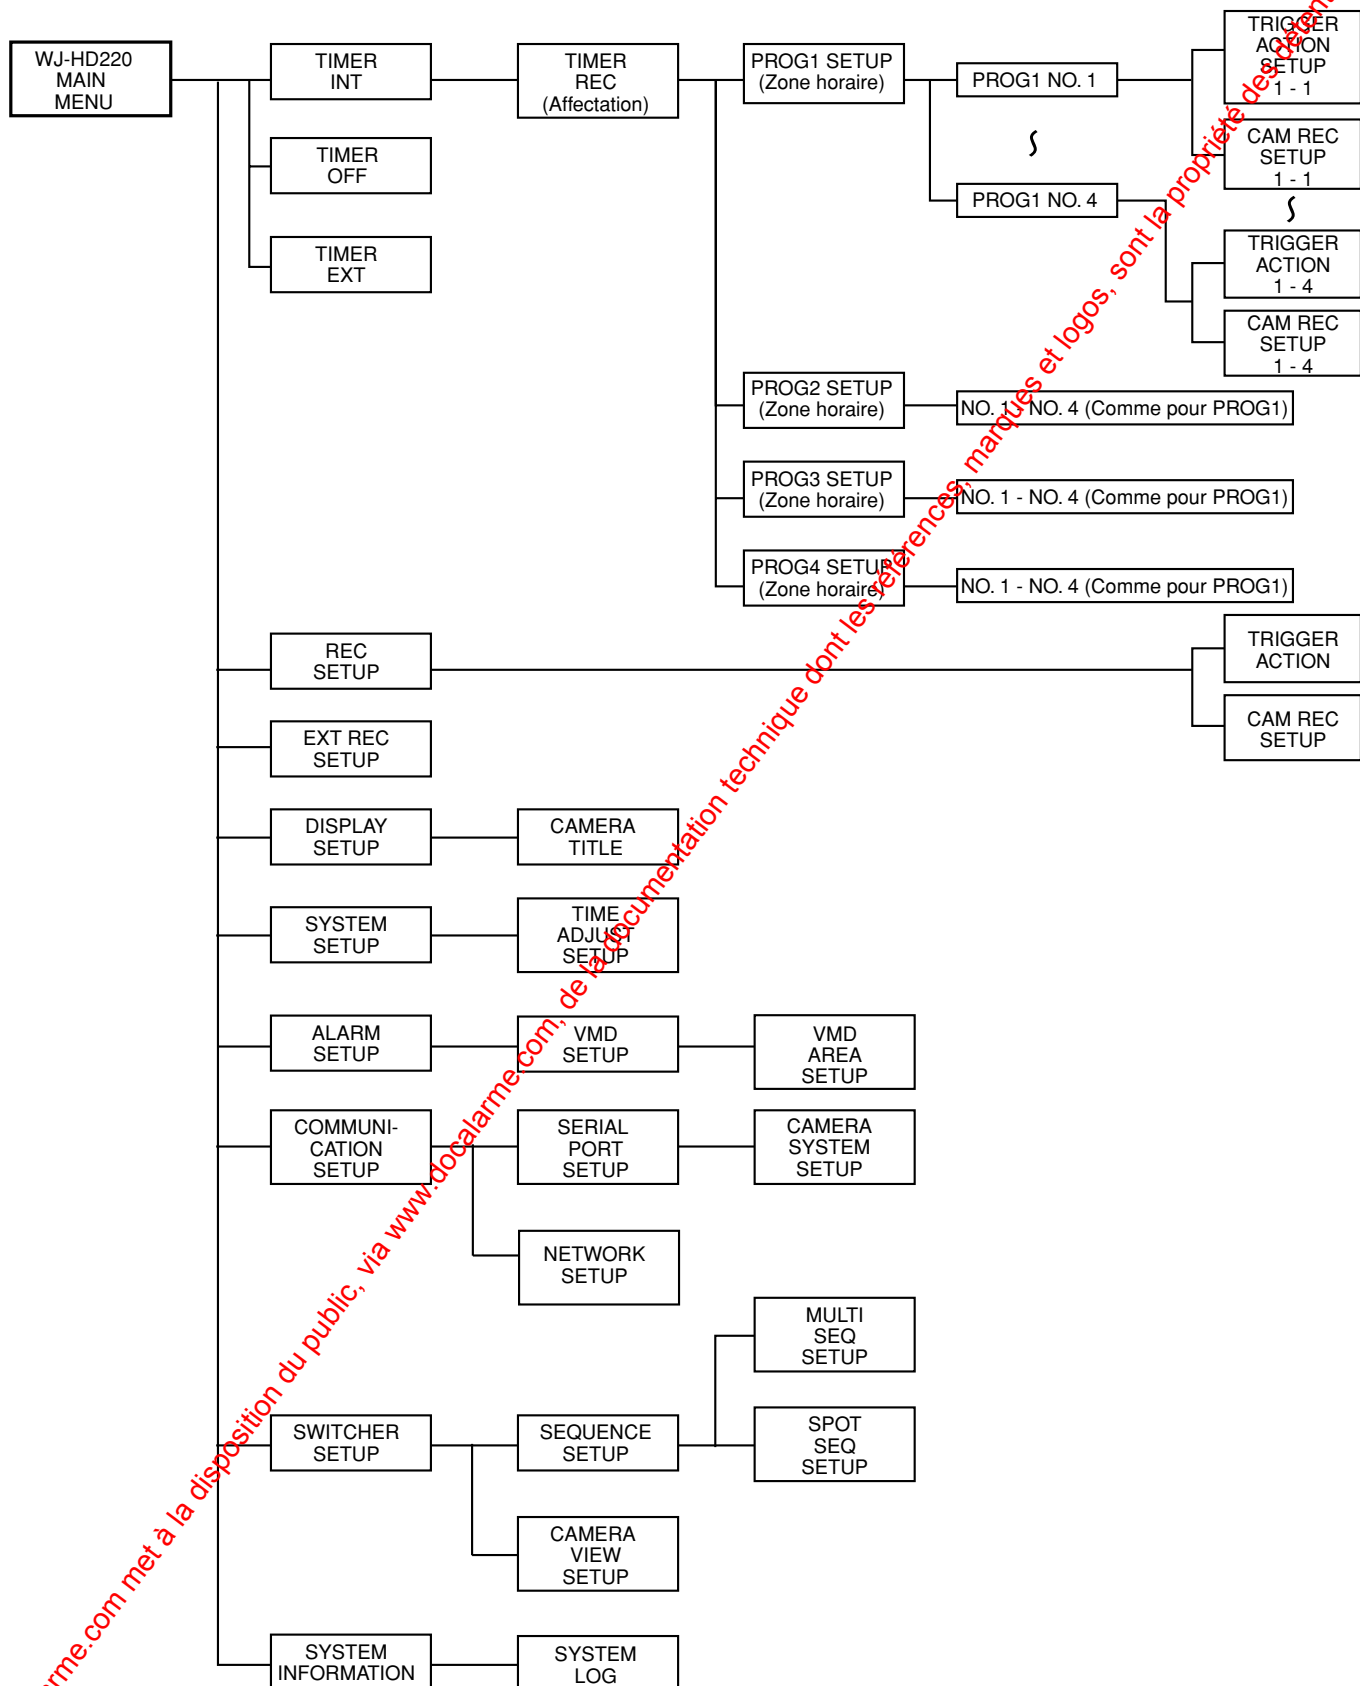 WJ-HD220
MAIN
MENU
TIMER
INT
TIMER
REC
(Affectation)
PROG1 SETUP
(Zone horaire)
PROG1 NO. 1
TRIGGER
ACTION
SETUP
1 - 1
CAM REC
SETUP
1 - 1
TIMER
OFF
PROG1 NO. 4
TRIGGER
ACTION
1 - 4
CAM REC
SETUP
1 - 4
TIMER
EXT
PROG2 SETUP
(Zone horaire)
NO. 1 - NO. 4 (Comme pour PROG1)
PROG3 SETUP
(Zone horaire)
NO. 1 - NO. 4 (Comme pour PROG1)
PROG4 SETUP
(Zone horaire)
NO. 1 - NO. 4 (Comme pour PROG1)
REC
SETUP
TRIGGER
ACTION
CAM REC
SETUP
EXT REC
SETUP
DISPLAY
SETUP
CAMERA
TITLE
SYSTEM
SETUP
TIME
ADJUST
SETUP
ALARM
SETUP
VMD
SETUP
VMD
AREA
SETUP
COMMUNI-
CATION
SETUP
SERIAL
PORT
SETUP
CAMERA
SYSTEM
SETUP
NETWORK
SETUP
MULTI
SEQ
SETUP
SWITCHER
SETUP
SEQUENCE
SETUP
SPOT
SEQ
SETUP
CAMERA
VIEW
SETUP
SYSTEM
INFORMATION
SYSTEM
LOG
arme.com met à la disposition du public, via www.docalarme.com, de la documentation technique dont les références, marques et logos, sont la propriété des déten